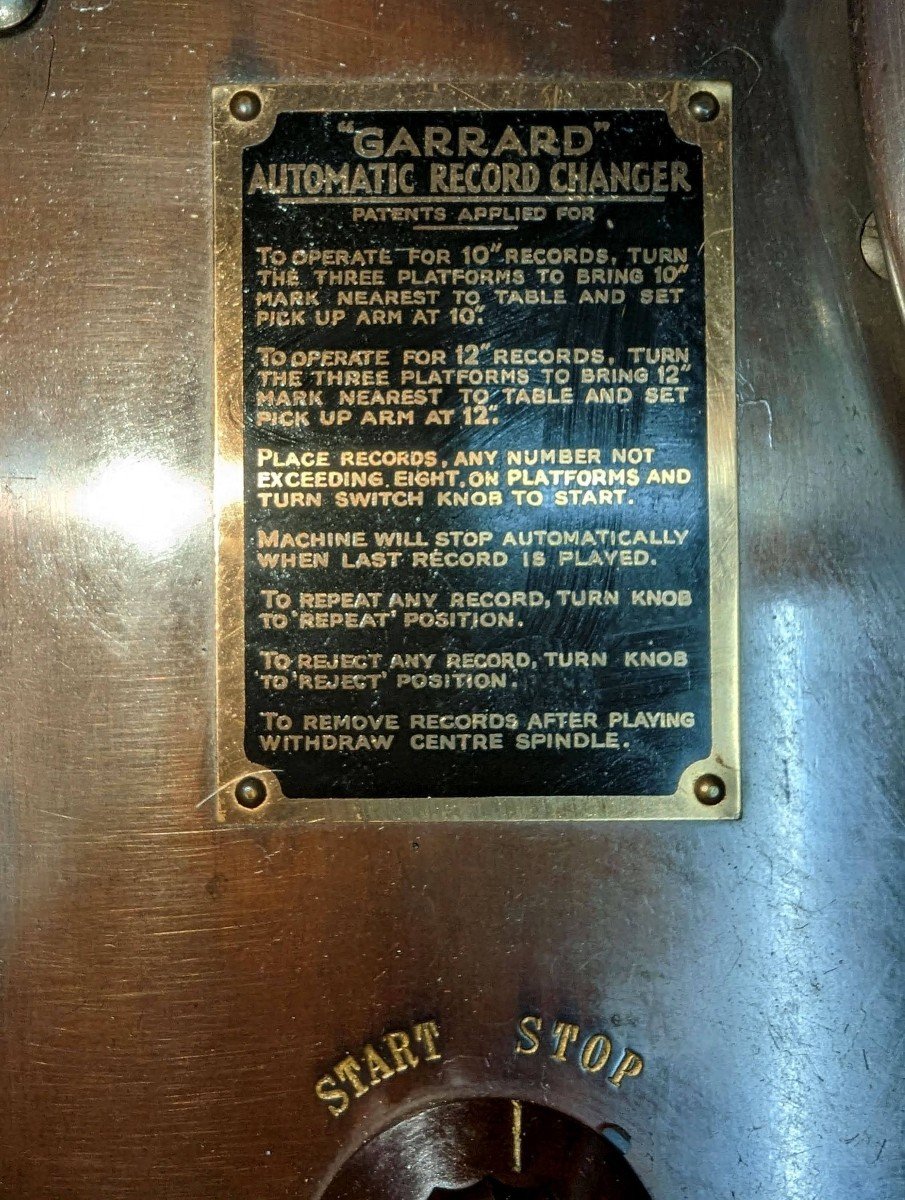 "GARRARD"
AUTOMATIC RECORD CHANGER
PATENTS APPLIED FOR
TO OPERATE FOR 10" RECORDS, TURN
THE THREE PLATFORMS TO BRING 10"
MARK NEAREST TO TABLE AND SET
PICK UP ARM AT 10".
TO OPERATE FOR 12" RECORDS, TURN
THE THREE PLATFORMS TO BRING 12"
MARK NEAREST TO TABLE AND SET
PICK UP ARM AT 12".
PLACE RECORDS, ANY NUMBER NOT
EXCEEDING EIGHT, ON PLATFORMS AND
TURN SWITCH KNOB TO START.
MACHINE WILL STOP AUTOMATICALLY
WHEN LAST RECORD IS PLAYED.
TO REPEAT ANY RECORD, TURN KNOB
TO 'REPEAT' POSITION.
TO REJECT ANY RECORD, TURN KNOB
TO 'REJECT' POSITION.
TO REMOVE RECORDS AFTER PLAYING
WITHDRAW CENTRE SPINDLE.
START STOP